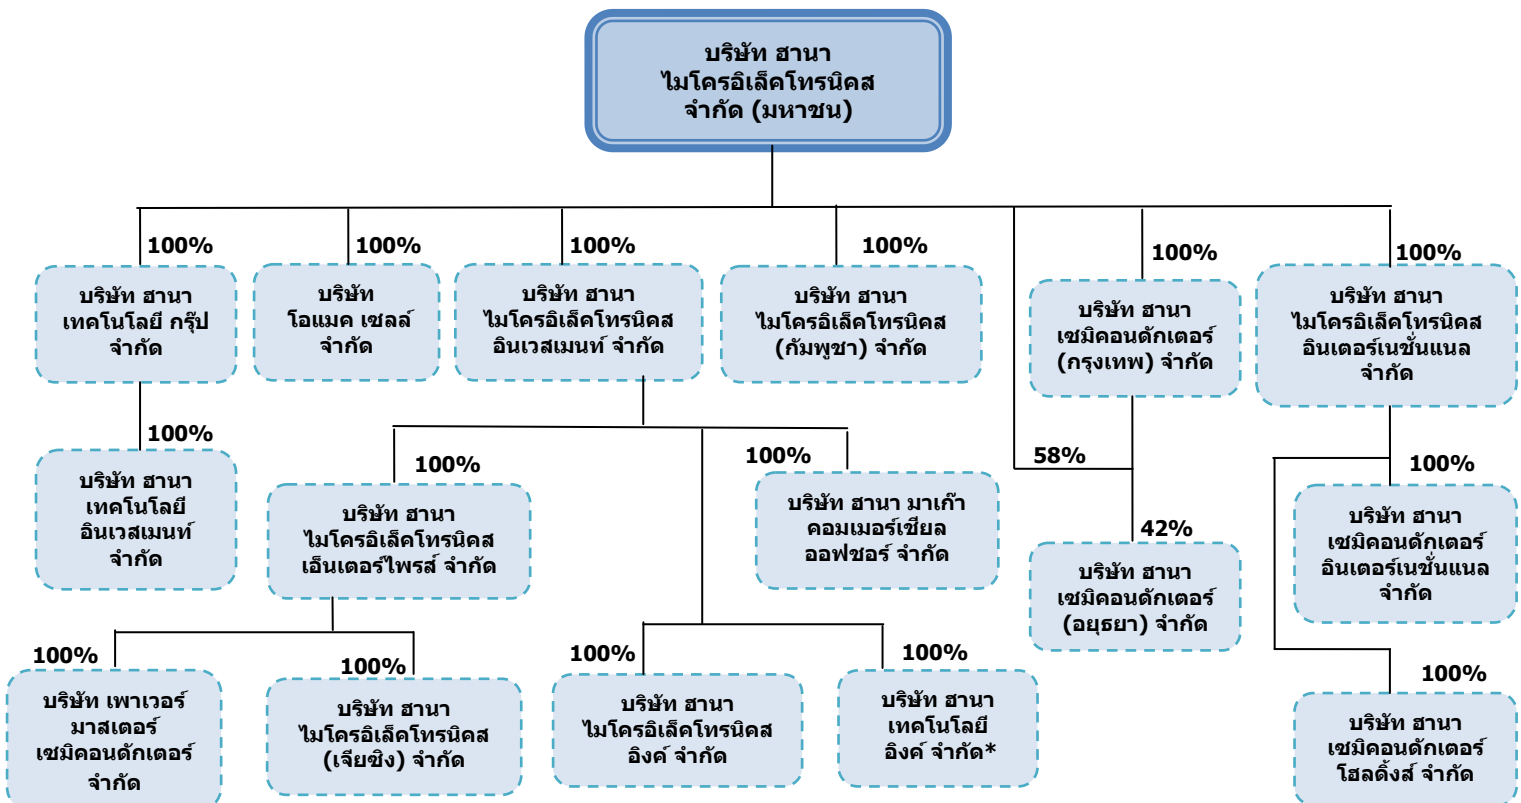 บริษัท ฮานา
ไมโครอิเล็คโทรนิคส
จำกัด (มหาชน)
100%
100%
100%
100%
100%
100%
บริษัท ฮานา
เทคโนโลยี กรุ๊ป
จำกัด
บริษัท
โอแมค เซลล์
จำกัด
บริษัท ฮานา
ไมโครอิเล็คโทรนิคส
อินเวสเมนท์ จำกัด
บริษัท ฮานา
ไมโครอิเล็คโทรนิคส
(กัมพูชา) จำกัด
บริษัท ฮานา
เซมิคอนดักเตอร์
(กรุงเทพ) จำกัด
บริษัท ฮานา
ไมโครอิเล็คโทรนิคส
อินเตอร์เนชั่นแนล
จำกัด
100%
บริษัท ฮานา
เทคโนโลยี
อินเวสเมนท์
จำกัด
100%
บริษัท ฮานา
ไมโครอิเล็คโทรนิคส
เอ็นเตอร์ไพรส์ จำกัด
100%
บริษัท ฮานา มาเก๊า
คอมเมอร์เชียล
ออฟชอร์ จำกัด
58%
42%
บริษัท ฮานา
เซมิคอนดักเตอร์
(อยุธยา) จำกัด
100%
บริษัท ฮานา
เซมิคอนดักเตอร์
อินเตอร์เนชั่นแนล
จำกัด
100%
บริษัท เพาเวอร์
มาสเตอร์
เซมิคอนดักเตอร์
จำกัด
100%
บริษัท ฮานา
ไมโครอิเล็คโทรนิคส
(เจียซิง) จำกัด
100%
บริษัท ฮานา
ไมโครอิเล็คโทรนิคส
อิงค์ จำกัด
100%
บริษัท ฮานา
เทคโนโลยี
อิงค์ จำกัด*
100%
บริษัท ฮานา
เซมิคอนดักเตอร์
โฮลดิ้งส์ จำกัด